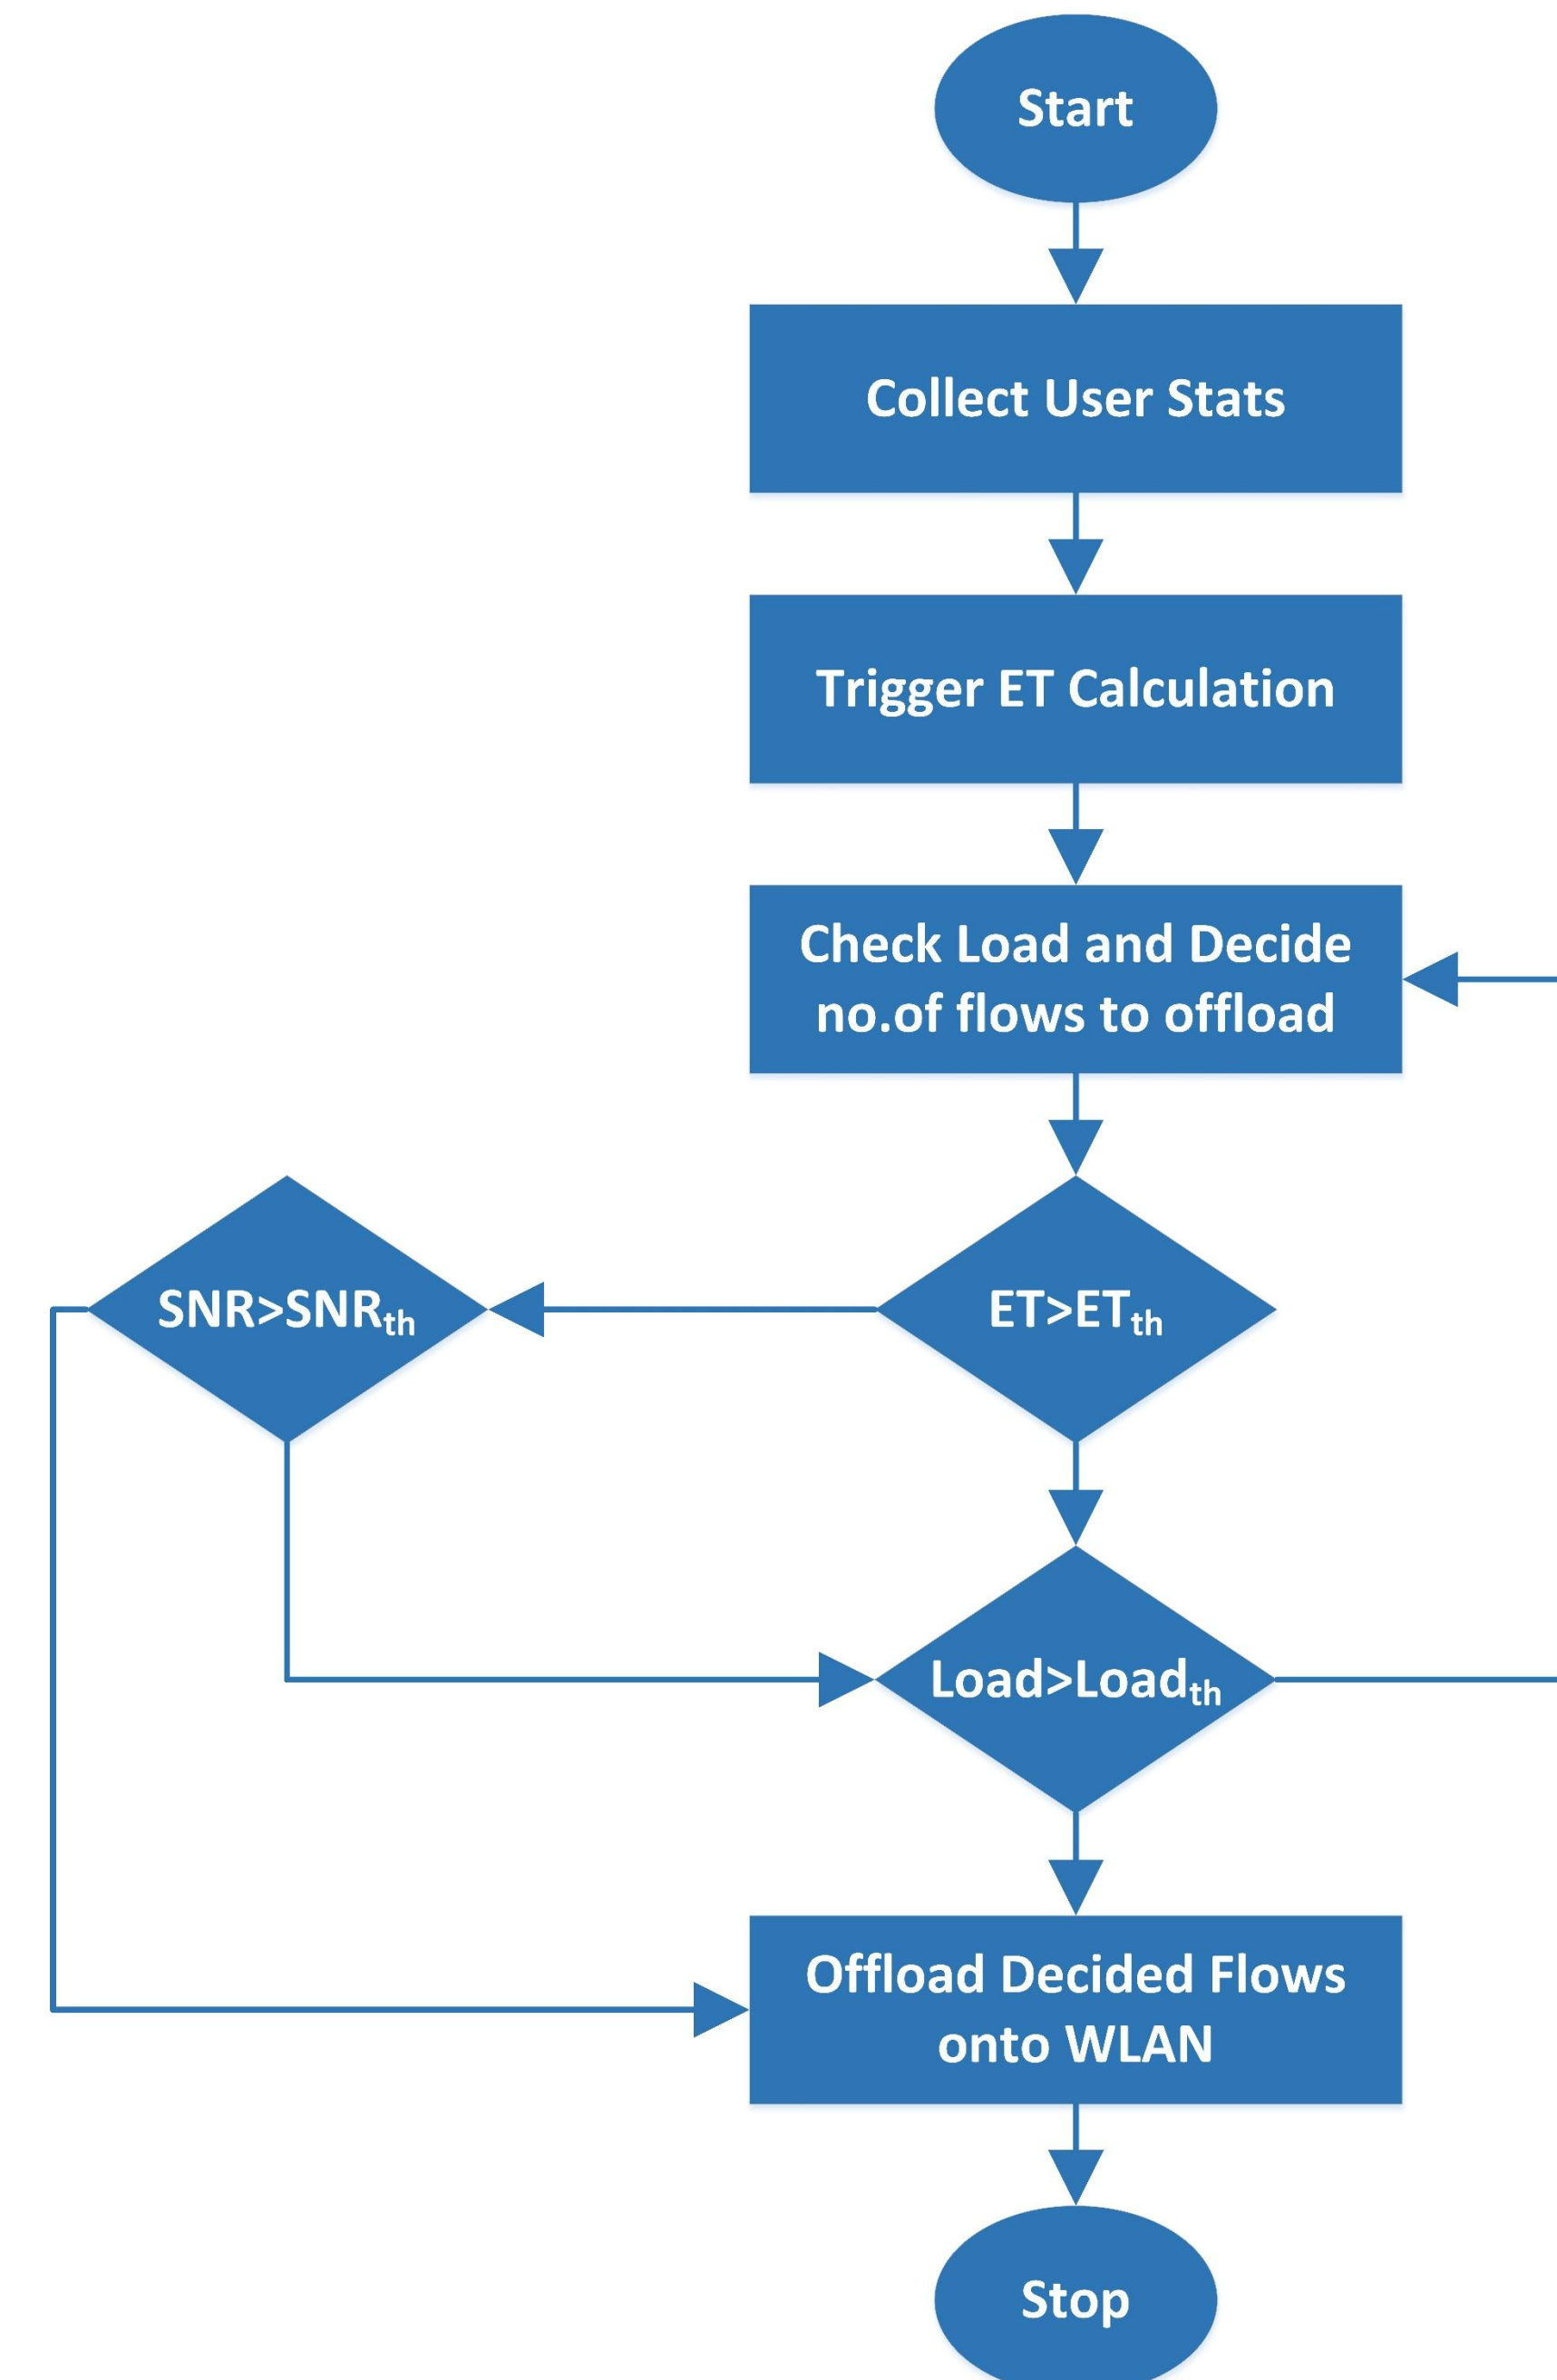 Start
Collect User Stats
Trigger ET Calculation
Check Load and Decide
no.of flows to offload
SNR>SNRth
ET>ETth
Load>Loadth
Offload Decided Flows
onto WLAN
Stop